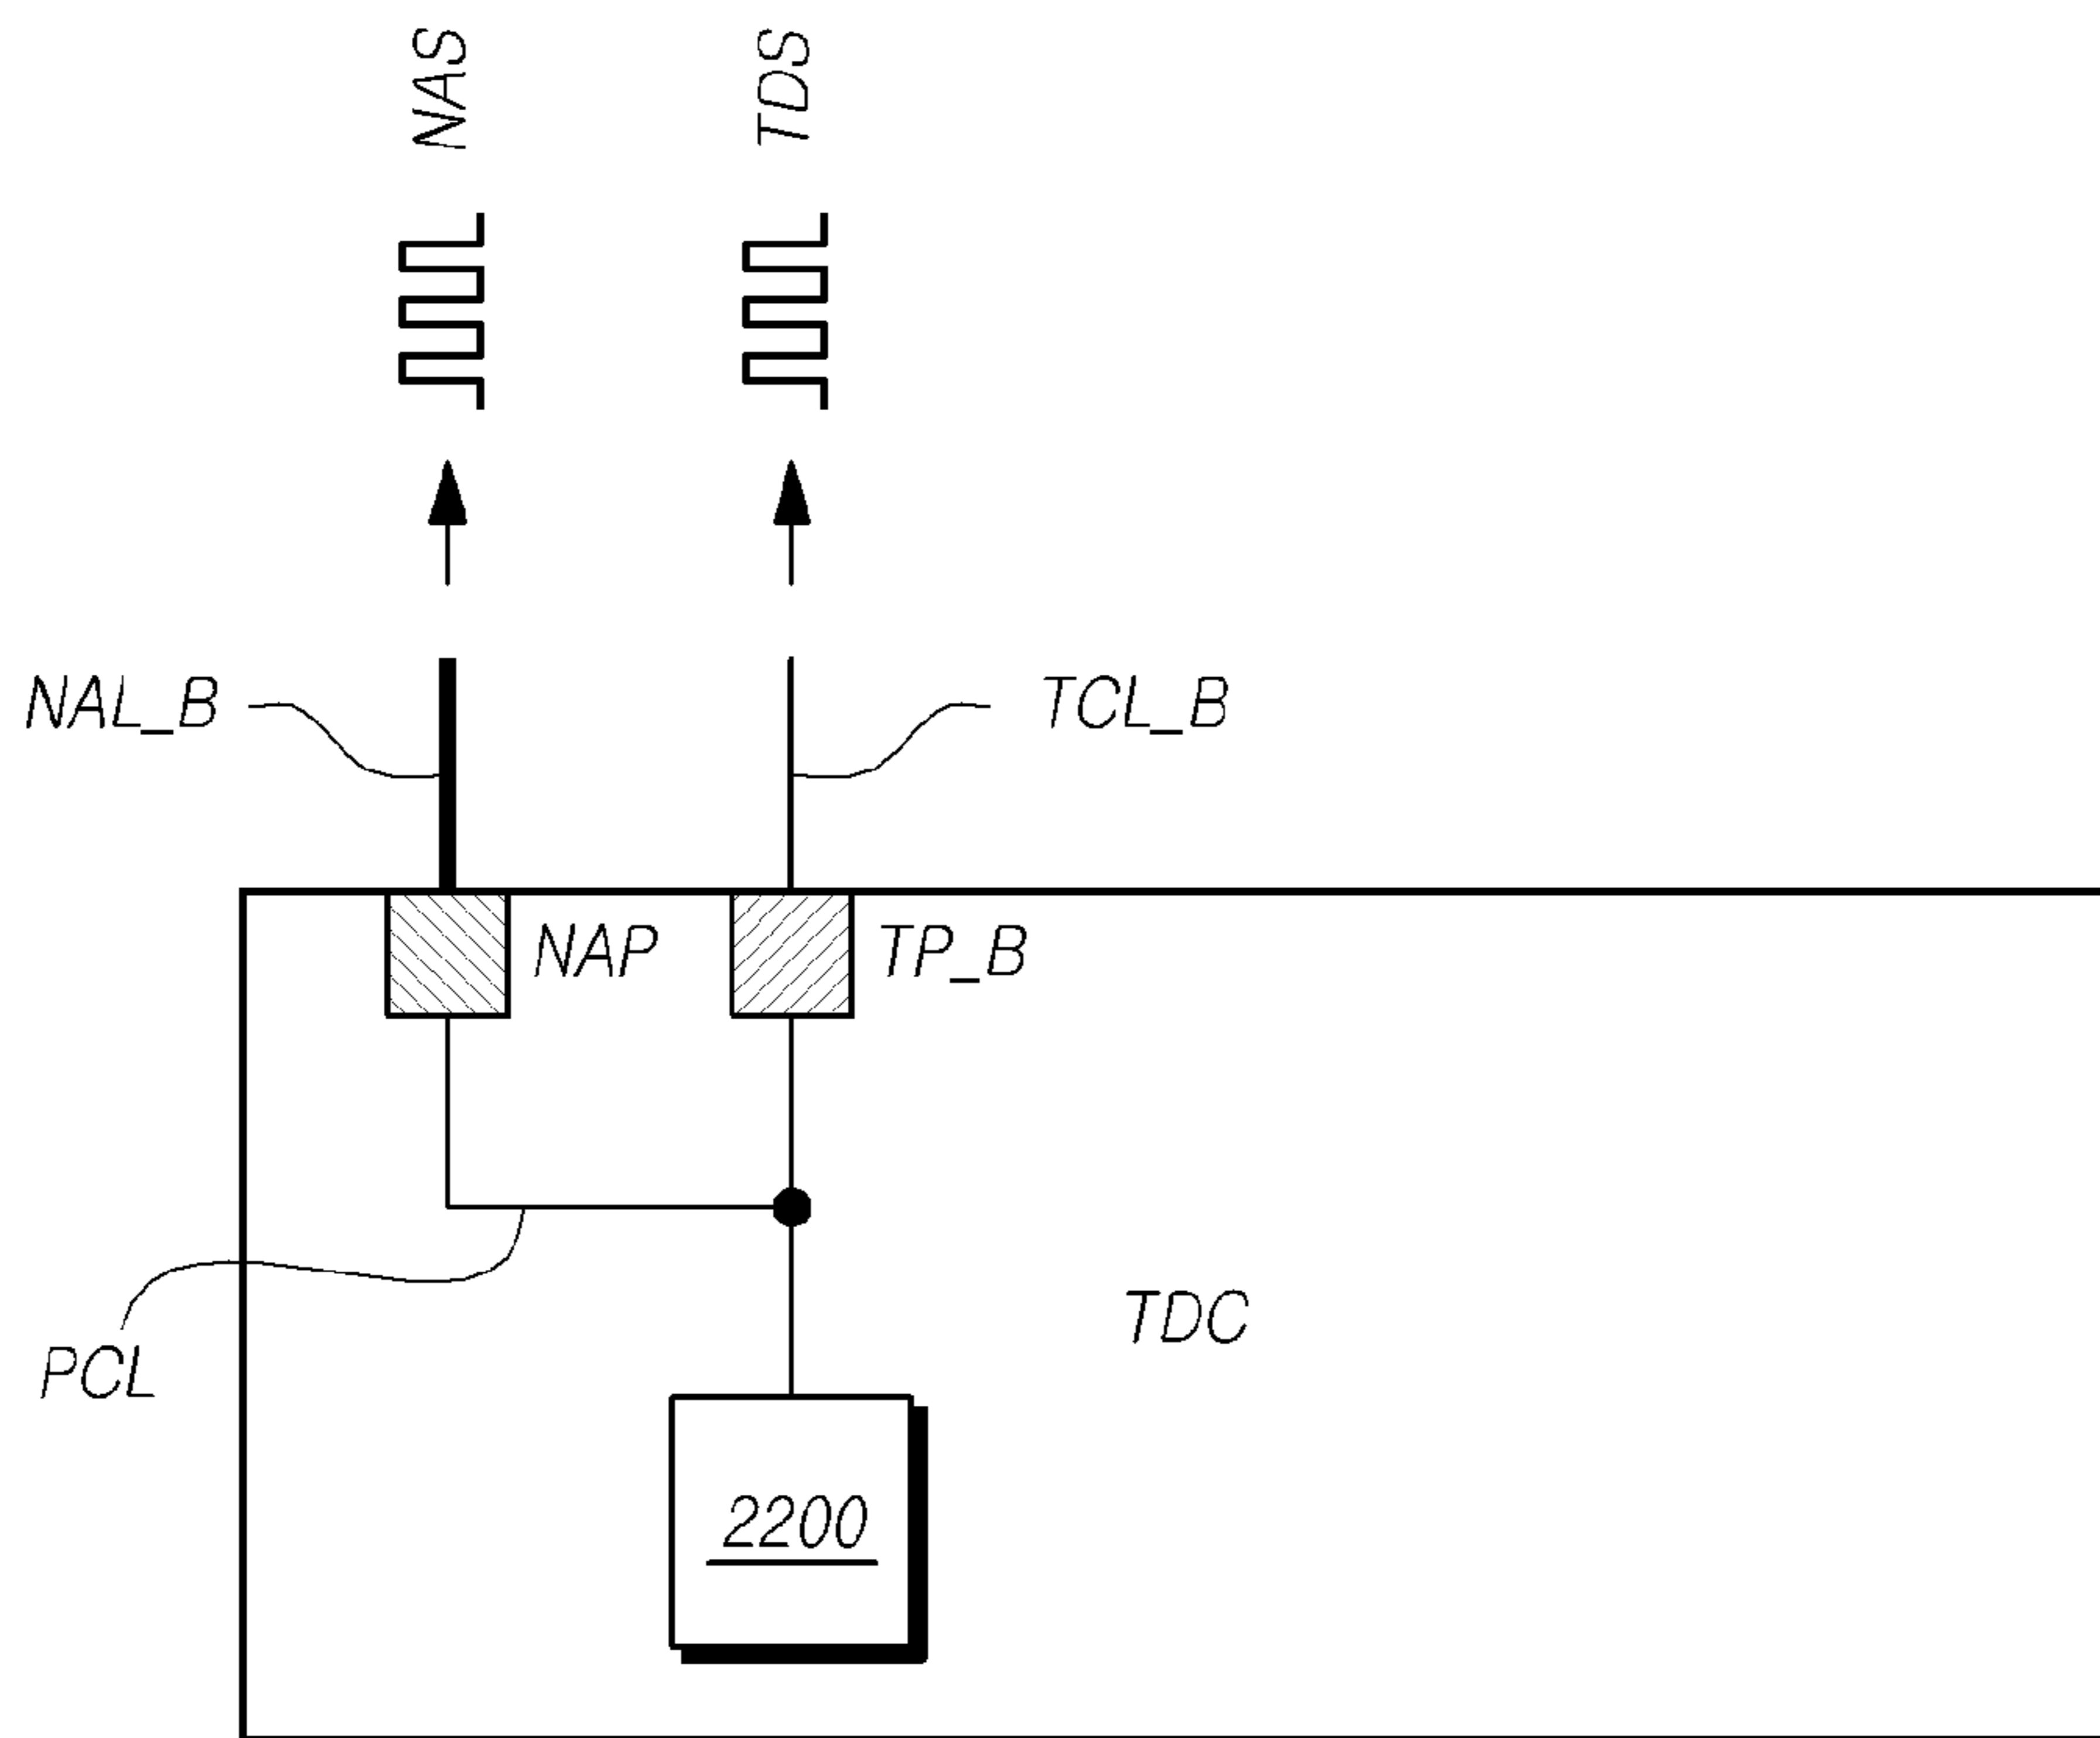 NAS
TDS
NAL_B
TCL_B
NAP
TP_B
TDC
PCL
2200